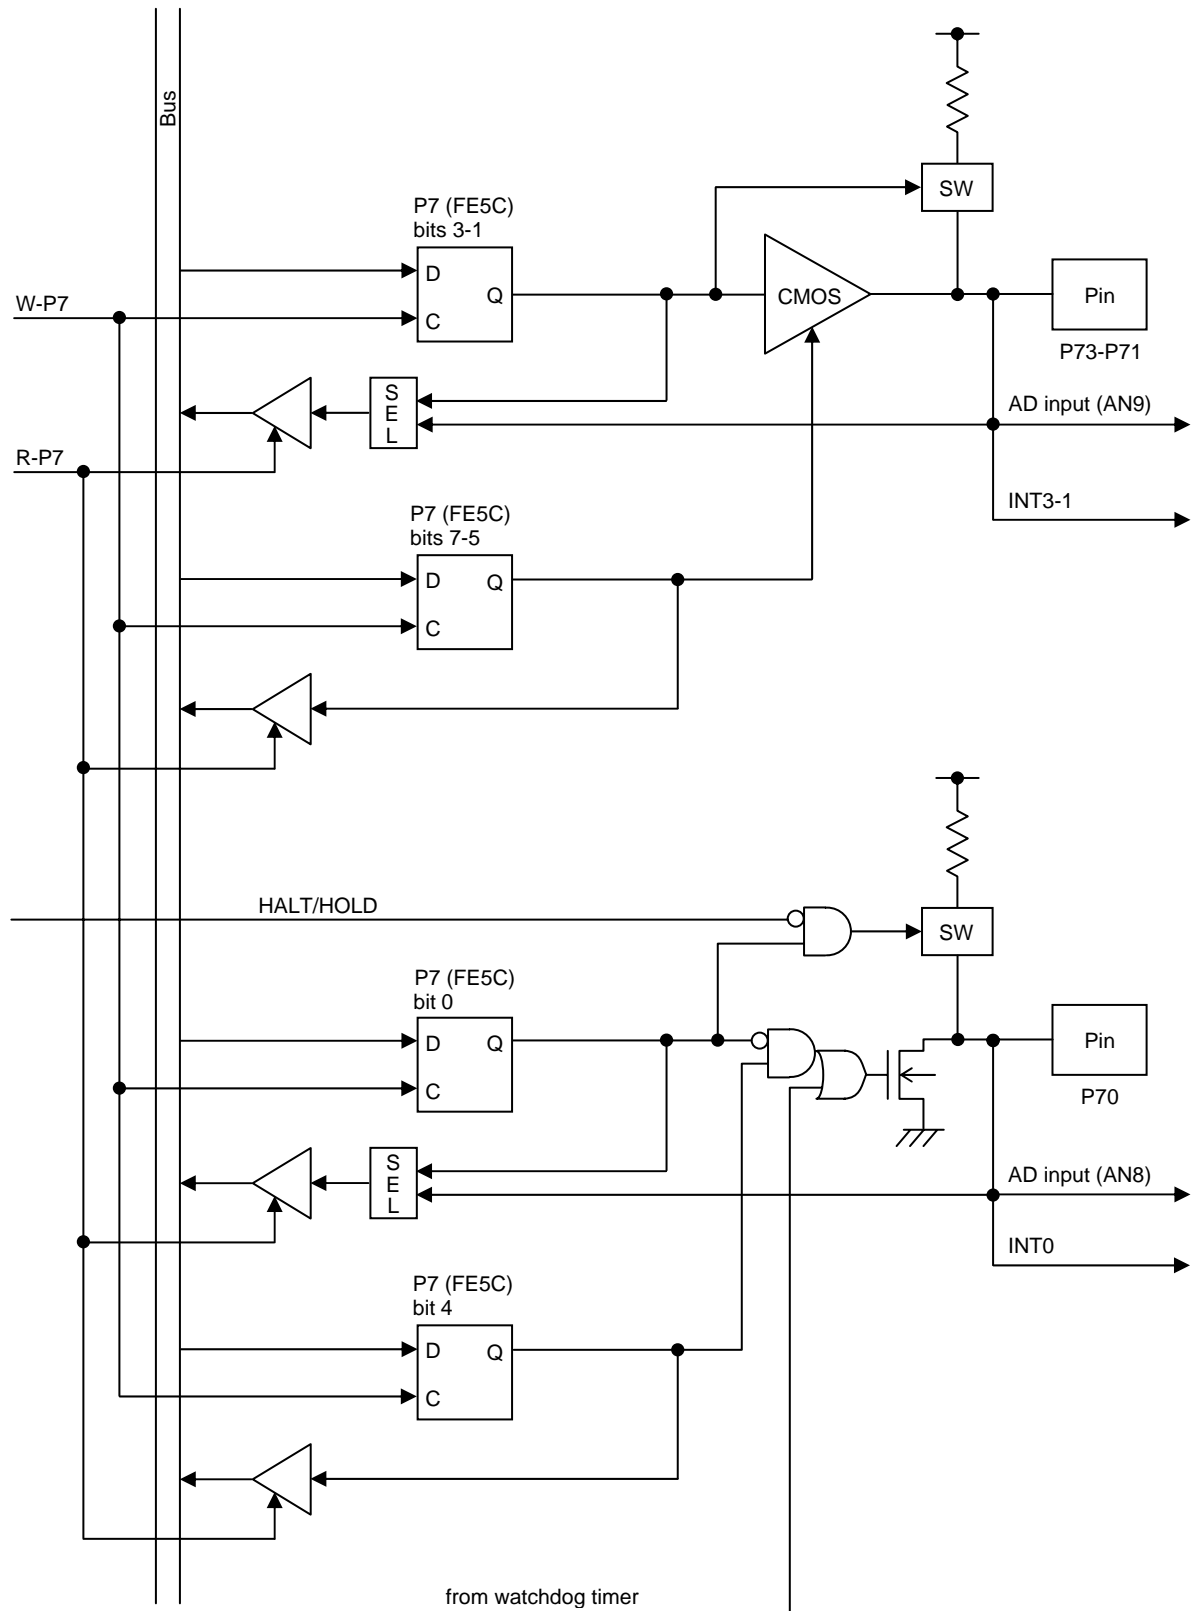 Bus
SW
P7 (FE5C)
bits 3-1
D
Q
C
CMOS
Pin
P73-P71
W-P7
SEL
AD input (AN9)
R-P7
INT3-1
P7 (FE5C)
bits 7-5
D
Q
C
HALT/HOLD
SW
P7 (FE5C)
bit 0
D
Q
C
Pin
P70
SEL
AD input (AN8)
INT0
P7 (FE5C)
bit 4
D
Q
C
from watchdog timer